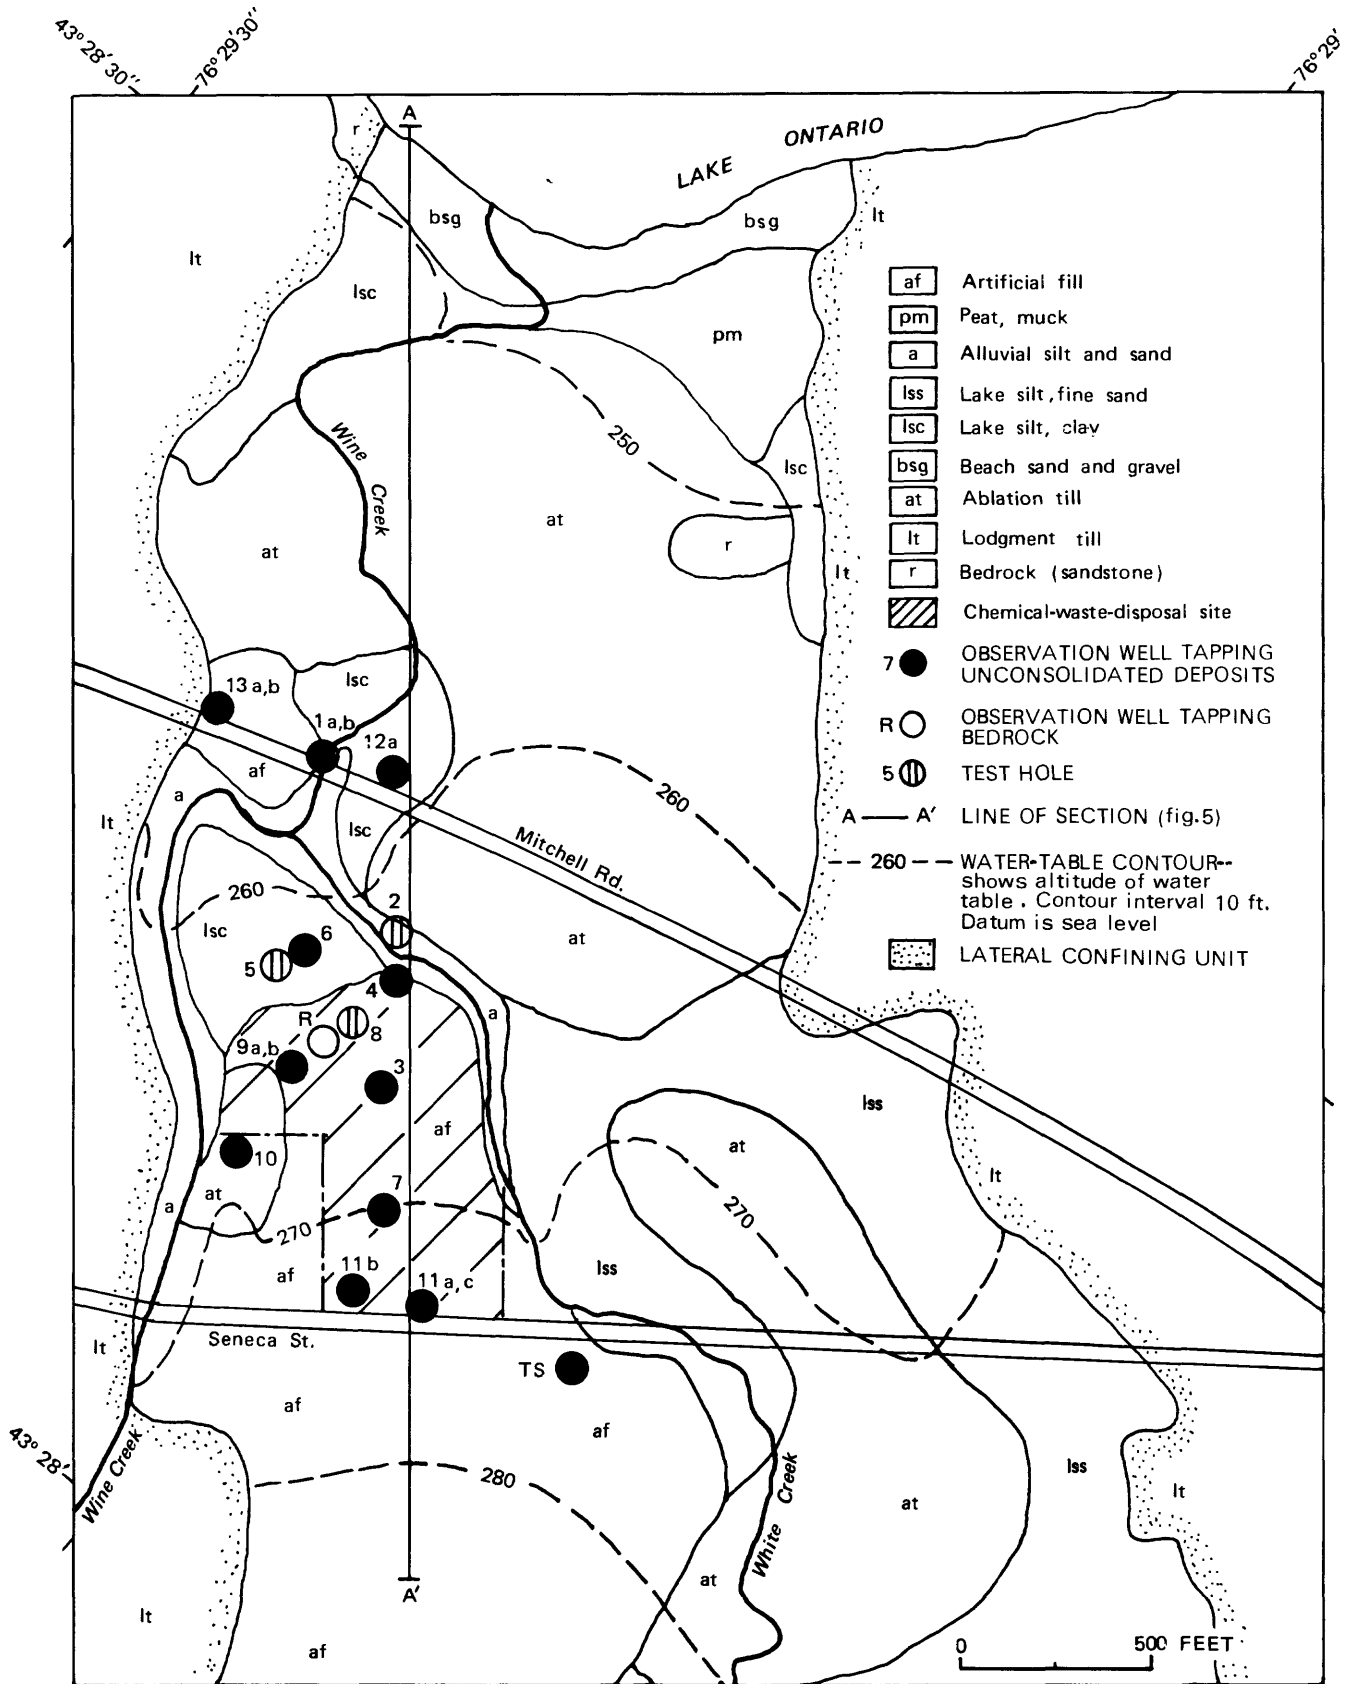 43° 28′ 30″
76° 29′ 30″
76° 29′
A
r
LAKE ONTARIO
bsg
bsg
lt
lt
lsc
pm
af Artificial fill
pm Peat, muck
a Alluvial silt and sand
lss Lake silt, fine sand
lsc Lake silt, clay
bsg Beach sand and gravel
at Ablation till
lt Lodgment till
r Bedrock (sandstone)
Chemical-waste-disposal site
7 OBSERVATION WELL TAPPING
UNCONSOLIDATED DEPOSITS
R OBSERVATION WELL TAPPING
BEDROCK
5 TEST HOLE
A A′ LINE OF SECTION (fig.5)
260 WATER-TABLE CONTOUR--
shows altitude of water
table. Contour interval 10 ft.
Datum is sea level
LATERAL CONFINING UNIT
Wine
Creek
250
lsc
at
at
r
lt
lsc
13 a,b
1 a,b
12a
af
a
lt
lsc
260
Mitchell Rd.
260
2
lsc
6
5
at
4
R
8
a
9a,b
3
af
lss
at
10
lt
at
a
7
270
270
af
lss
11b
11a,c
Seneca St.
lt
TS
af
af
43° 28′
Wine Creek
280
White Creek
lss
lt
at
A′
at
lt
af
0 500 FEET